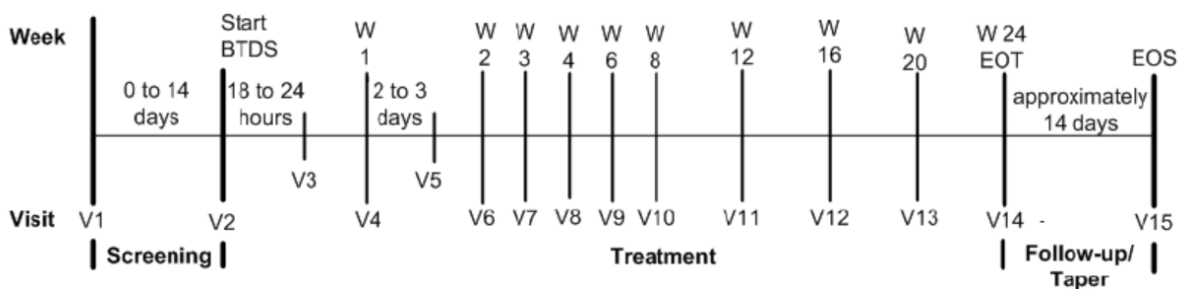 Week
Start
BTDS
W
1
W
2
W
3
W
4
W
6
W
8
W
12
W
16
W
20
W 24
EOT
EOS
0 to 14
days
18 to 24
hours
2 to 3
days
approximately
14 days
V3
V5
Visit V1 V2 V4 V6 V7 V8 V9 V10 V11 V12 V13 V14 - V15
Screening
Treatment
Follow-up/
Taper